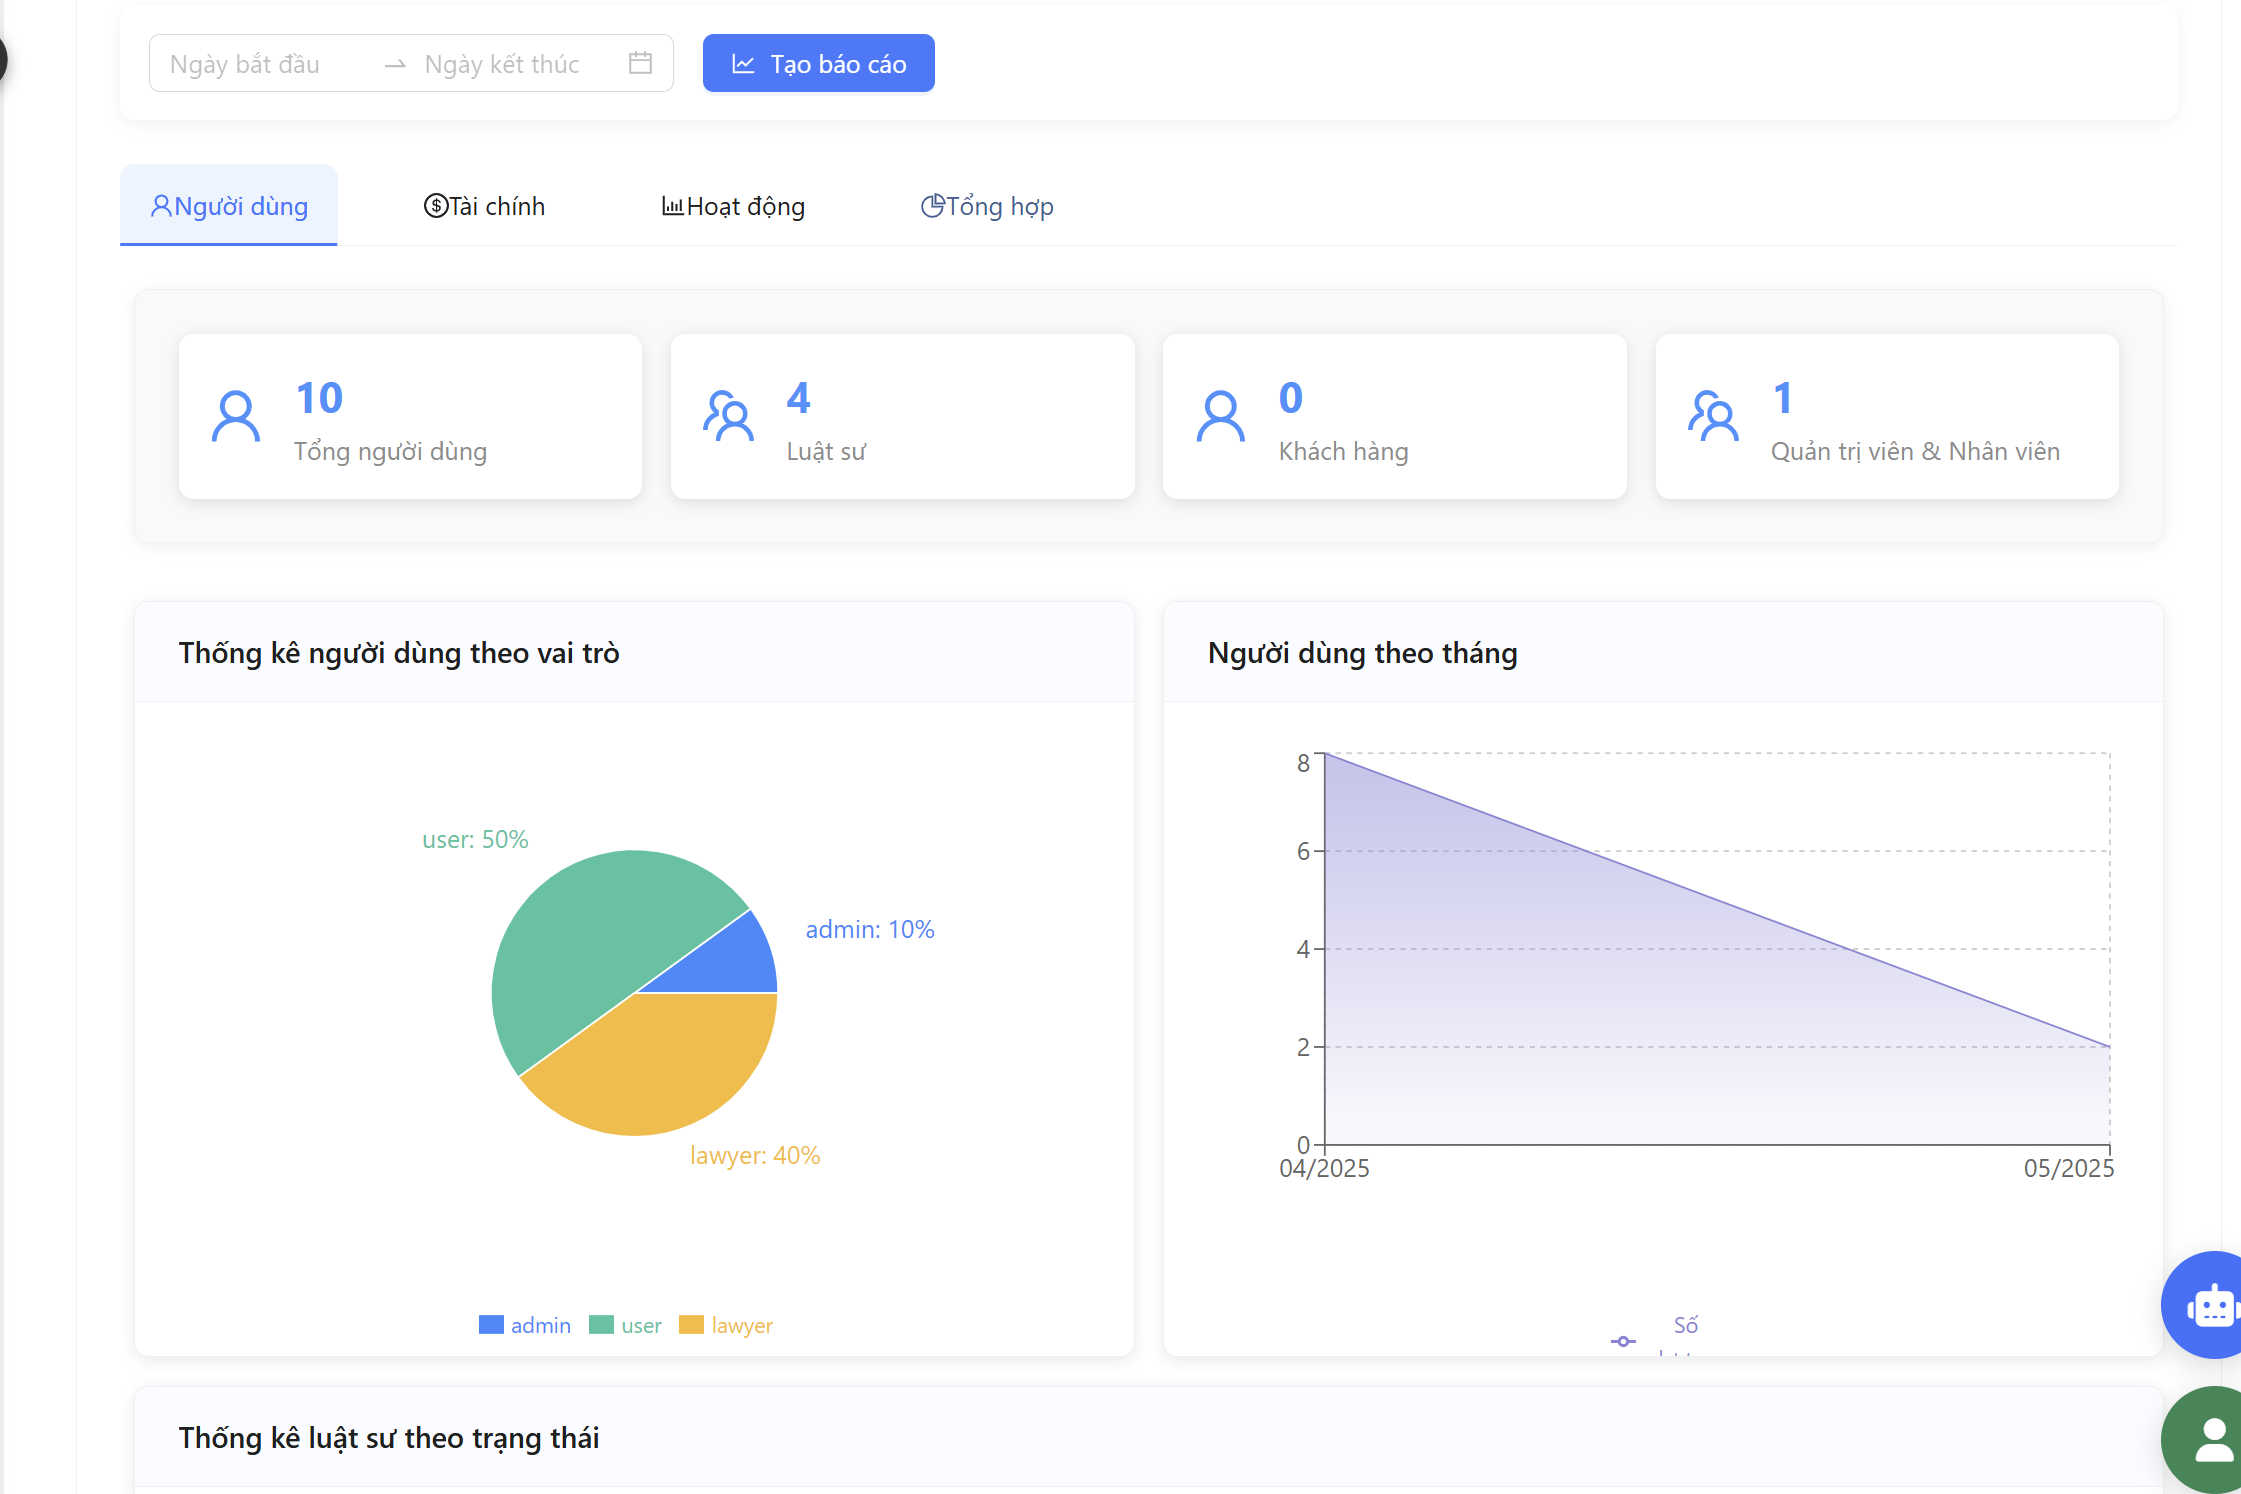 Ngày bắt đầu
Ngày kết thúc
Tạo báo cáo
Người dùng
Tài chính
Hoạt động
Tổng hợp
10
Tổng người dùng
4
Luật sư
0
Khách hàng
1
Quản trị viên & Nhân viên
Thống kê người dùng theo vai trò
user: 50%
admin: 10%
lawyer: 40%
admin
user
lawyer
Người dùng theo tháng
8
6
4
2
0
04/2025
05/2025
Số
Thống kê luật sư theo trạng thái